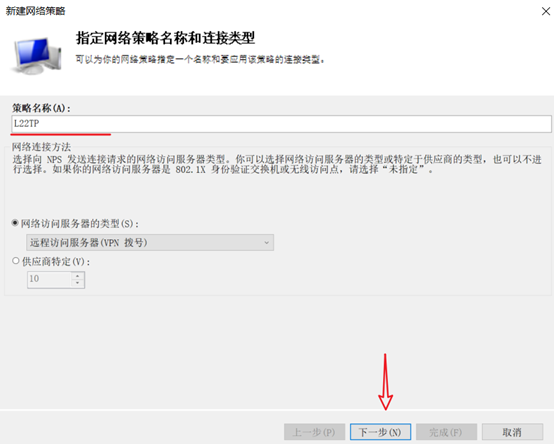 新建网络策略
指定网络策略名称和连接类型
可以为你的网络策略指定一个名称和要应用该策略的连接类型。
策略名称(A):
L22TP
网络连接方法
选择向 NPS 发送连接请求的网络访问服务器类型。你可以选择网络访问服务器的类型或特定于供应商的类型，也可以不进
行选择。如果你的网络访问服务器是 802.1X 身份验证交换机或无线访问点，请选择“未指定”。
网络访问服务器的类型(S):
远程访问服务器(VPN 拨号)
供应商特定(V):
10
上一步(P)
下一步(N)
完成(F)
取消